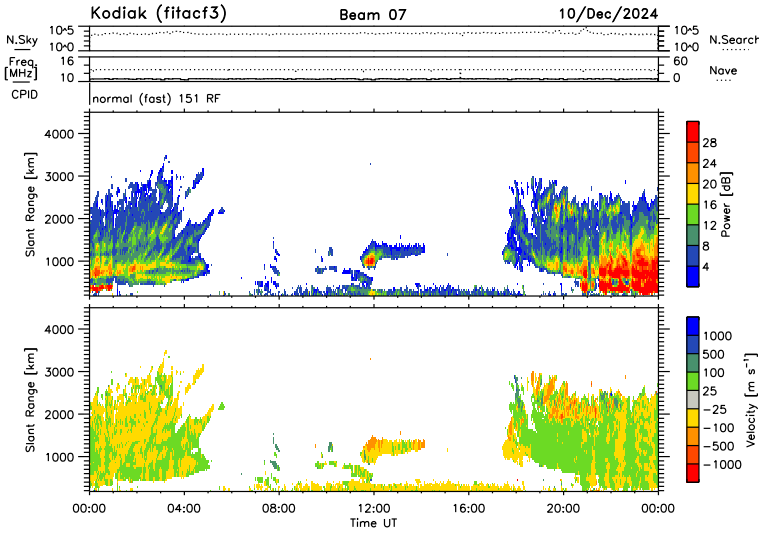 Kodiak (fitacf3) Beam 07 10/Dec/2024
N.Sky 10^5 10^0 10^5 10^0 N.Search
Freq. [MHz] 16 10 60 0 Nave
CPID normal (fast) 151 RF
Slant Range [km] 4000 3000 2000 1000
28 24 20 16 12 8 4 Power [dB]
Slant Range [km] 4000 3000 2000 1000
1000 500 100 25 −25 −100 −500 −1000 Velocity [m s⁻¹]
00:00 04:00 08:00 12:00 16:00 20:00 00:00
Time UT